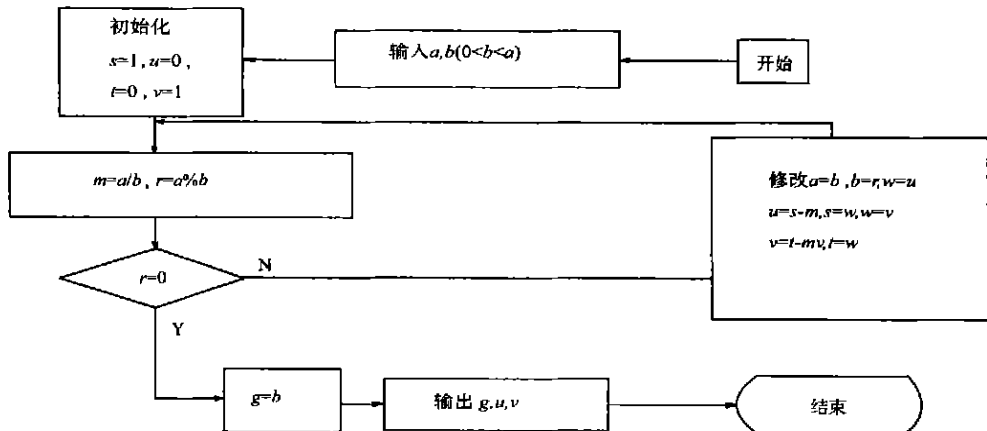 初始化
s=1,u=0,
t=0,v=1
输入a,b(0<b<a)
开始
m=a/b, r=a%b
修改a=b,b=r,w=u
u=s-m,s=w,w=v
v=t-mv,t=w
r=0
N
Y
g=b
输出 g,u,v
结束